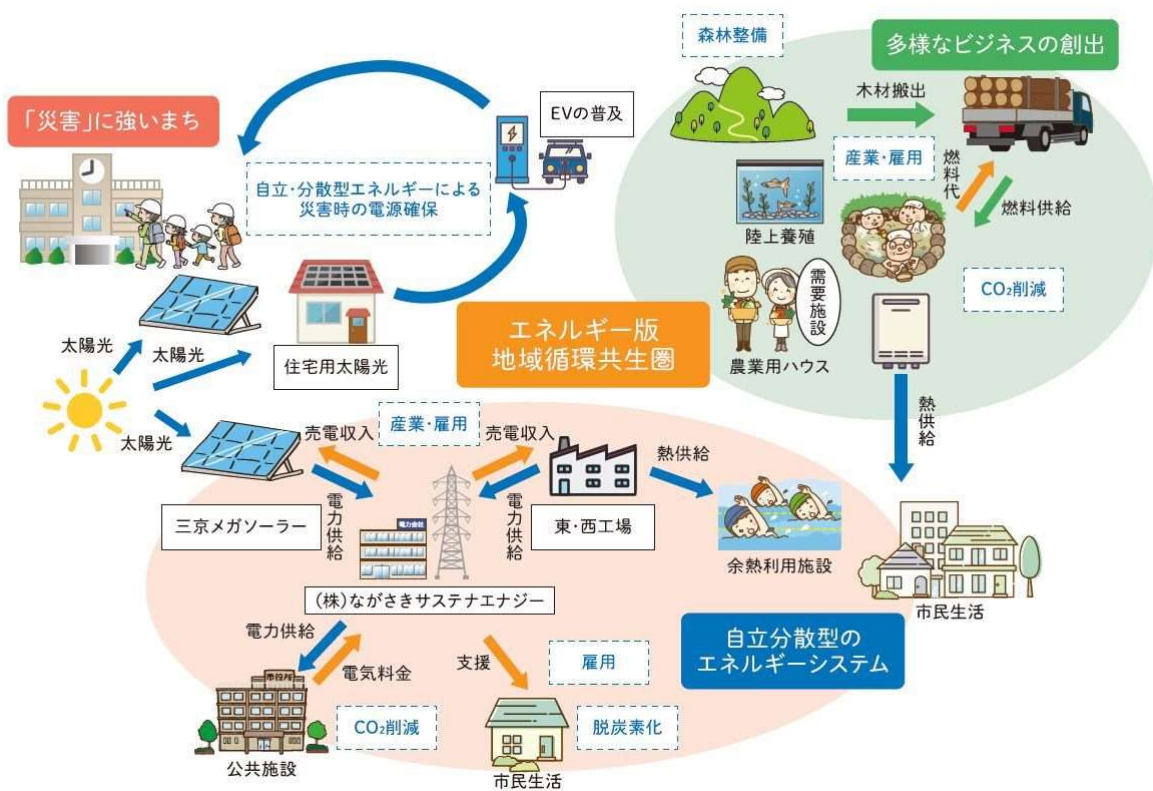 森林整備
多様なビジネスの創出
木材搬出
「災害」に強いまち
EVの普及
自立・分散型エネルギーによる
災害時の電源確保
産業・雇用
燃料代
燃料供給
陸上養殖
需要施設
CO₂削減
農業用ハウス
エネルギー版
地域循環共生圏
太陽光
太陽光
住宅用太陽光
熱供給
太陽光
売電収入
産業・雇用
売電収入
熱供給
三京メガソーラー
電力供給
電力会社
電力供給
東・西工場
余熱利用施設
市民生活
(株)ながさきサステナエナジー
自立分散型の
エネルギーシステム
電力供給
電気料金
支援
雇用
市役所
CO₂削減
脱炭素化
公共施設
市民生活